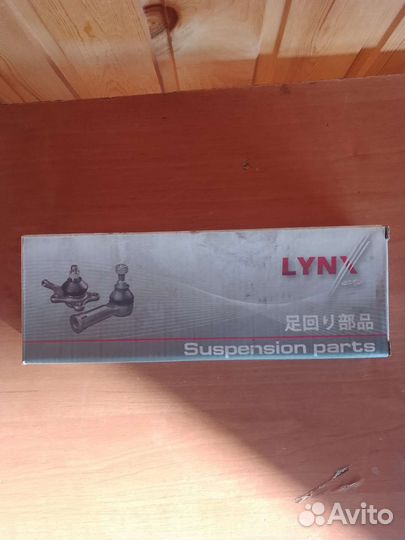 LYNX
足回り部品
Suspension parts
Avito